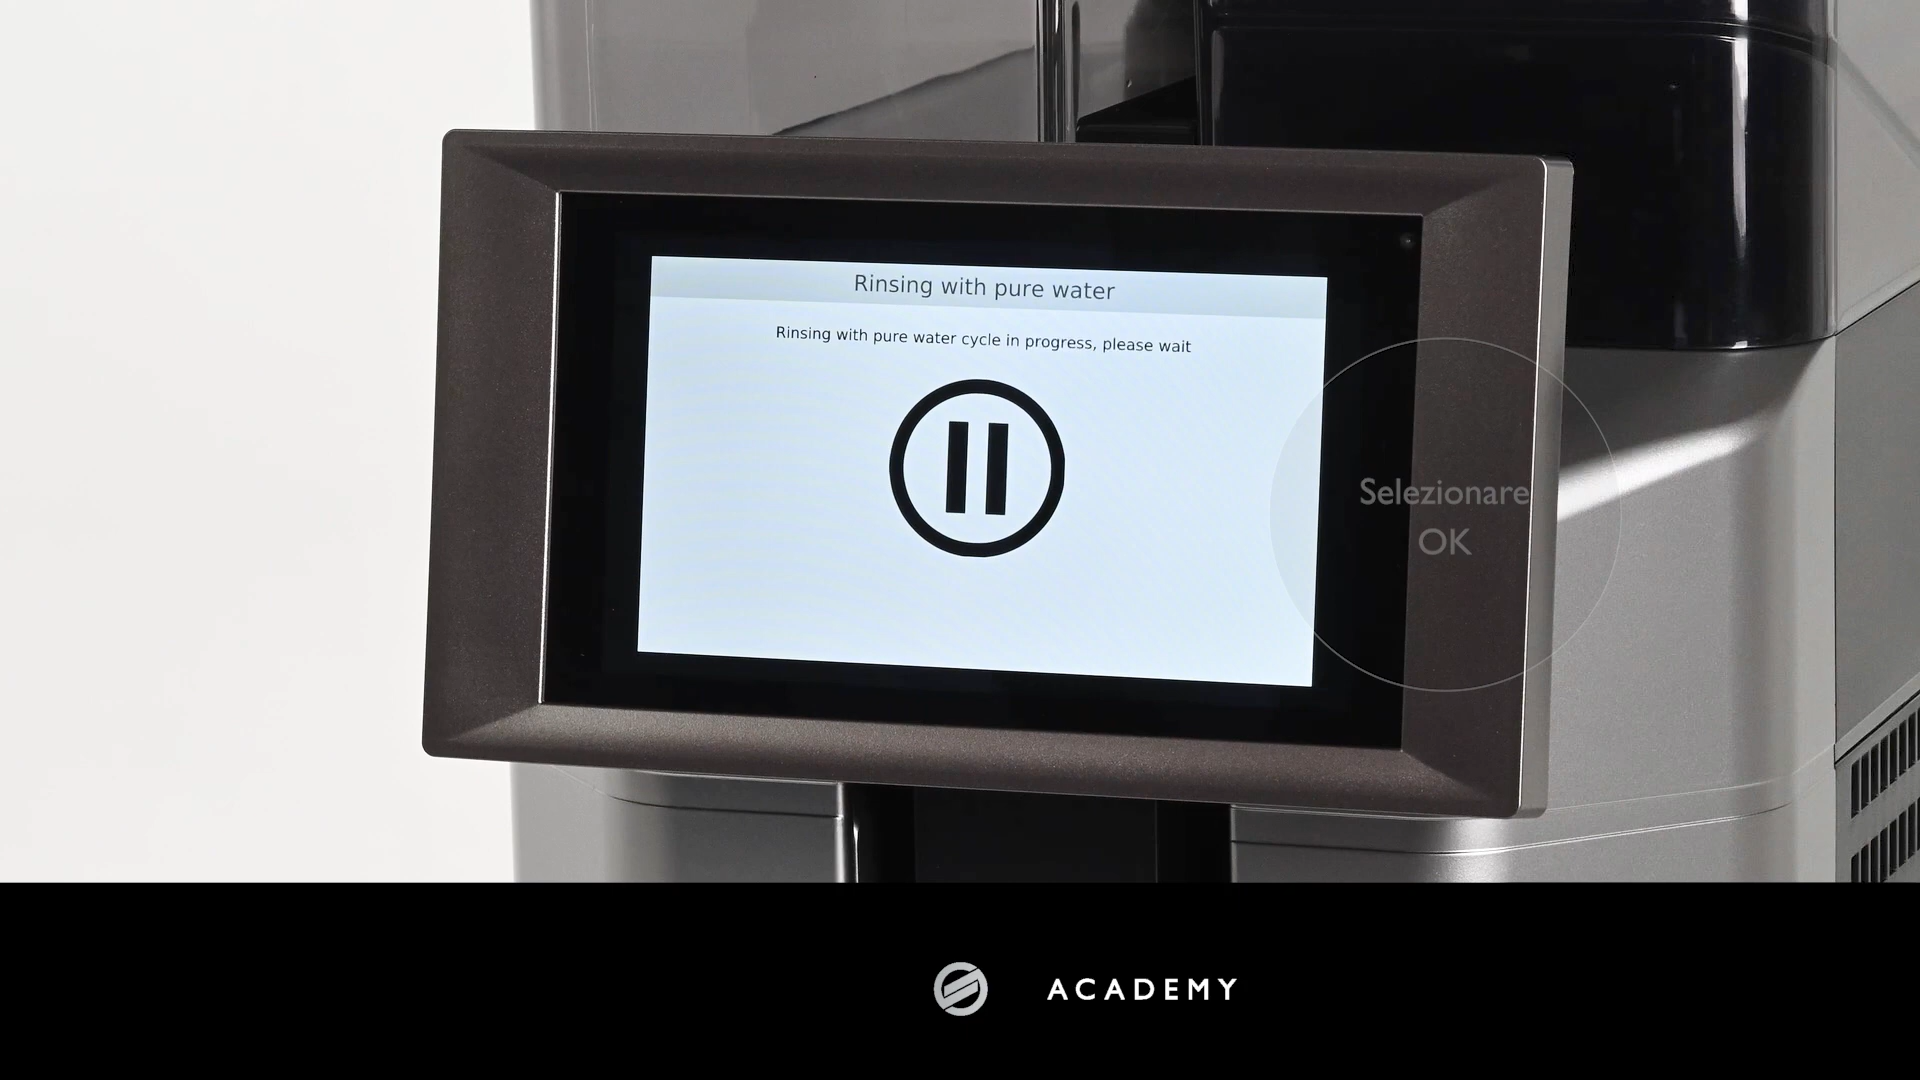 Rinsing with pure water
Rinsing with pure water cycle in progress, please wait
Selezionare
OK
ACADEMY